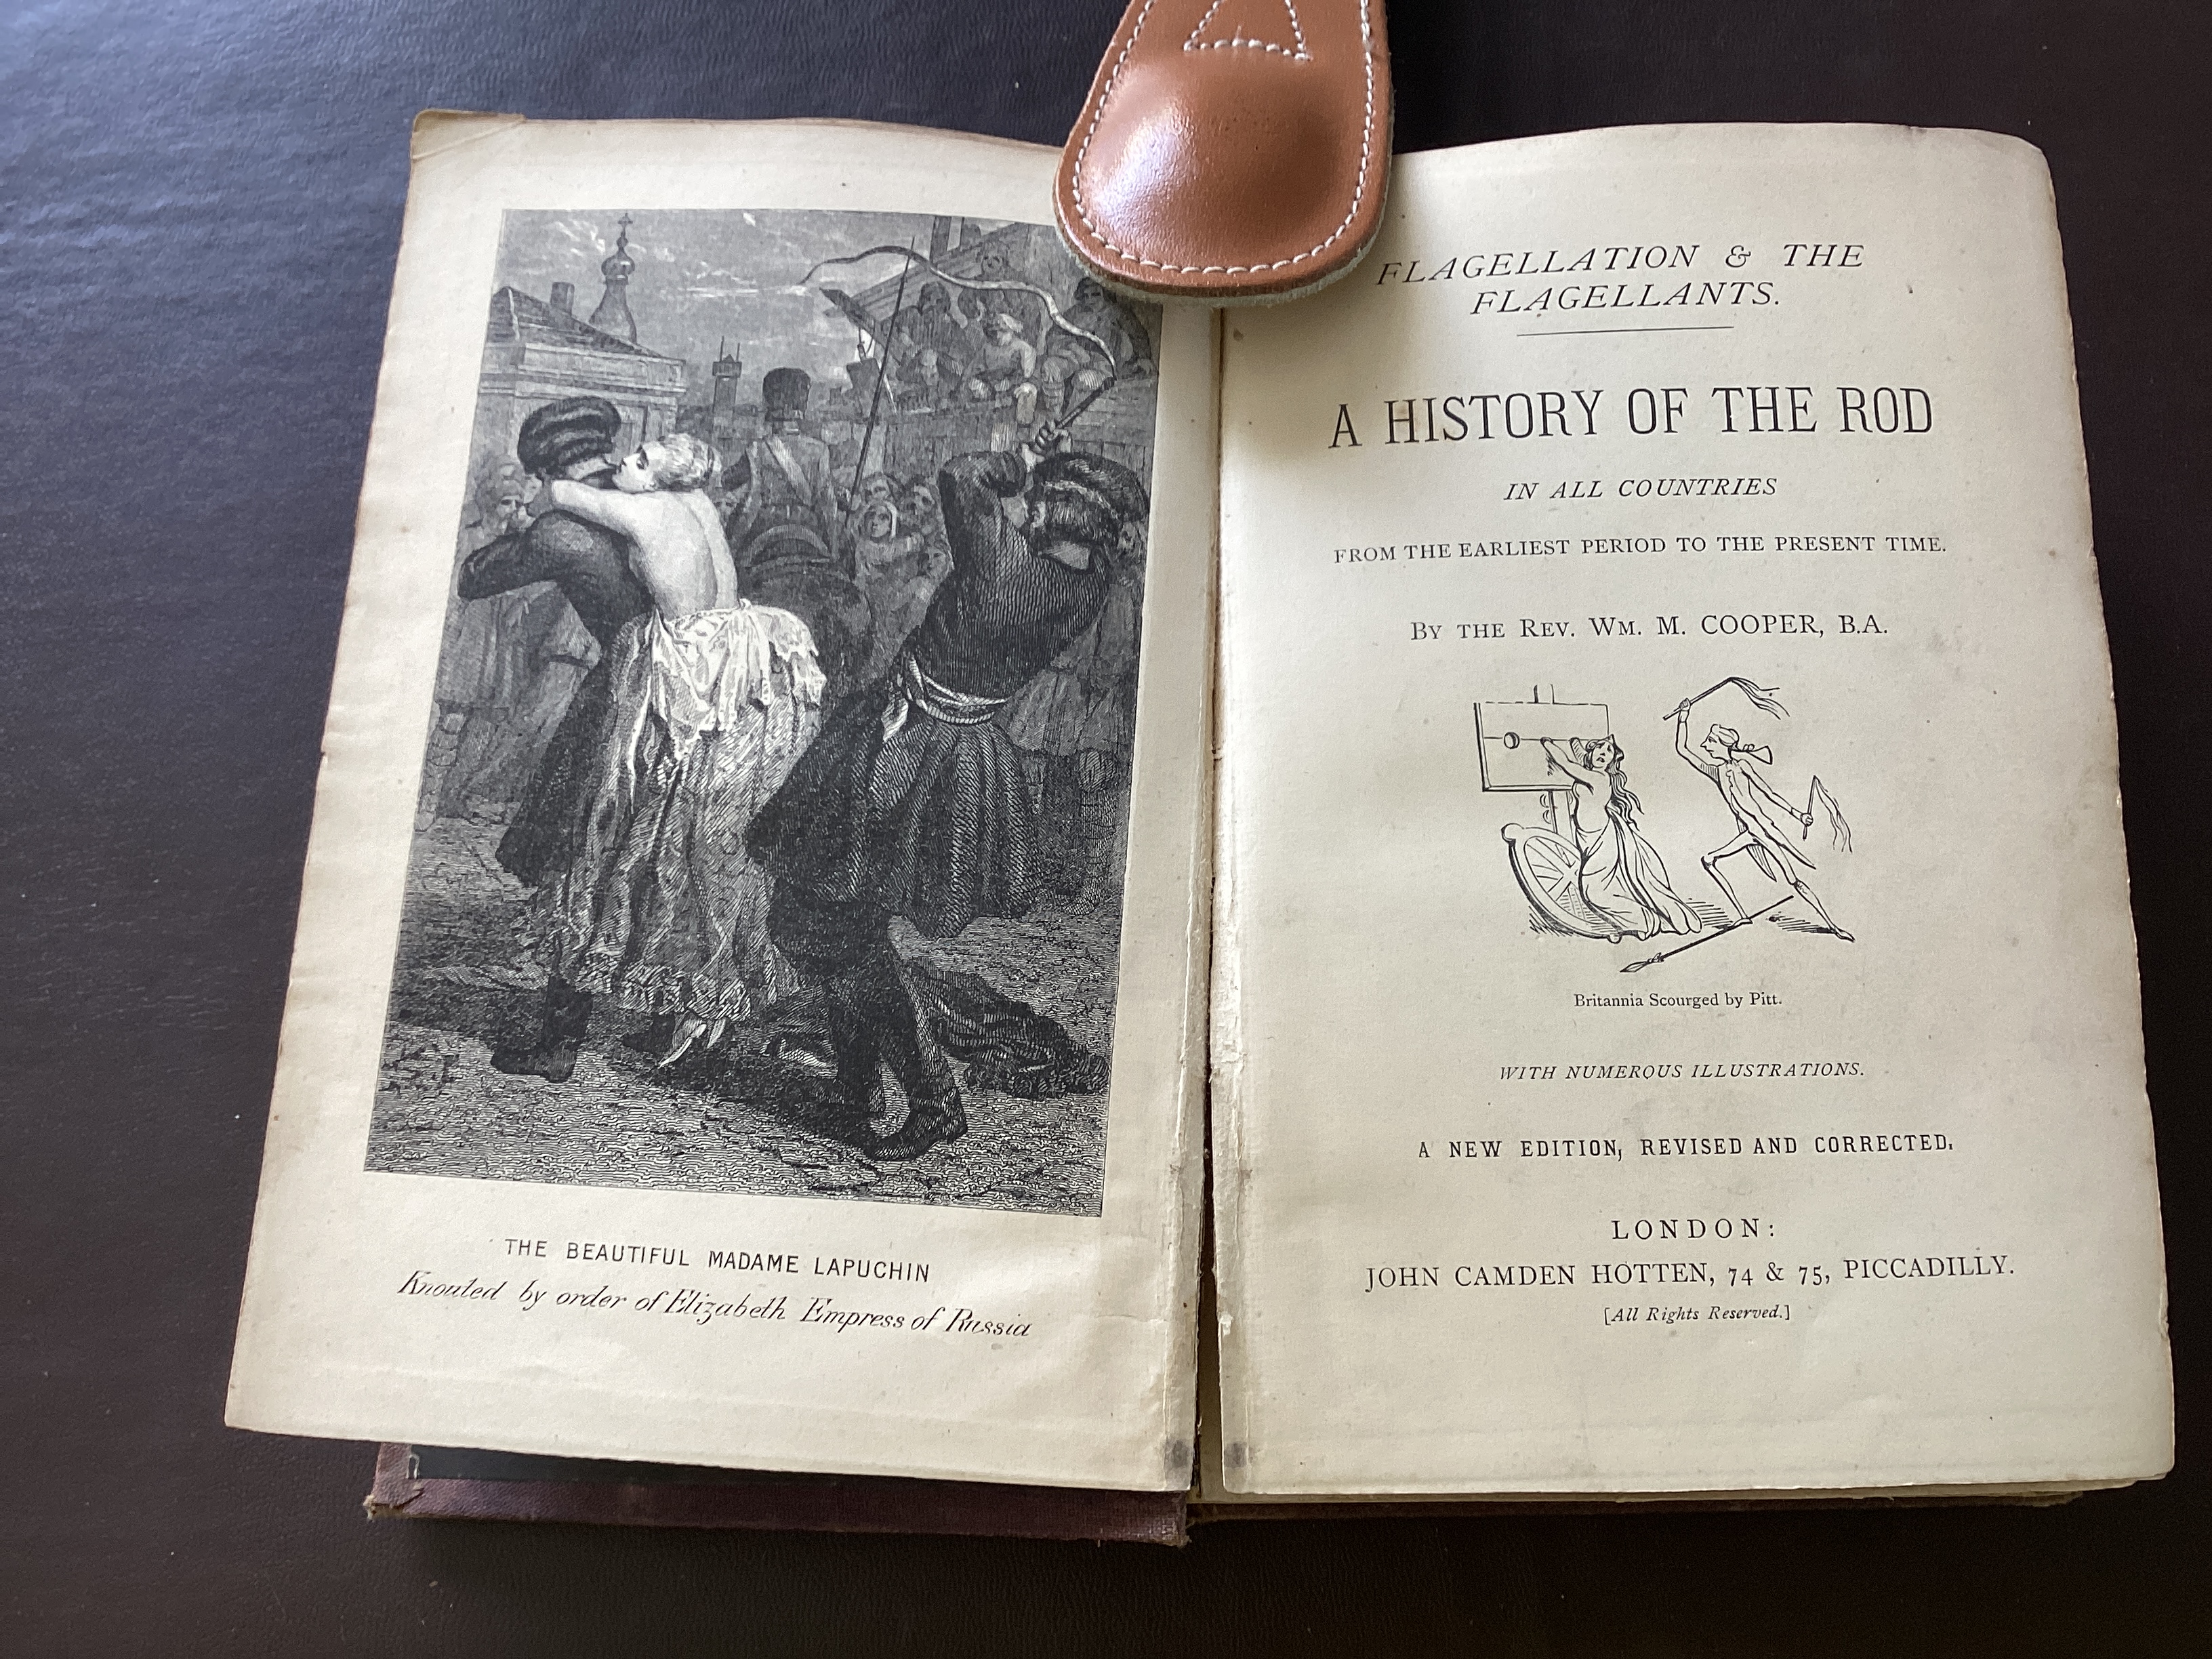 THE BEAUTIFUL MADAME LAPUCHIN
Knouted by order of Elizabeth Empress of Russia
FLAGELLATION & THE
FLAGELLANTS.
A HISTORY OF THE ROD
IN ALL COUNTRIES
FROM THE EARLIEST PERIOD TO THE PRESENT TIME.
BY THE REV. WM. M. COOPER, B.A.
Britannia Scourged by Pitt.
WITH NUMEROUS ILLUSTRATIONS.
A NEW EDITION, REVISED AND CORRECTED.
LONDON:
JOHN CAMDEN HOTTEN, 74 & 75, PICCADILLY.
[All Rights Reserved.]